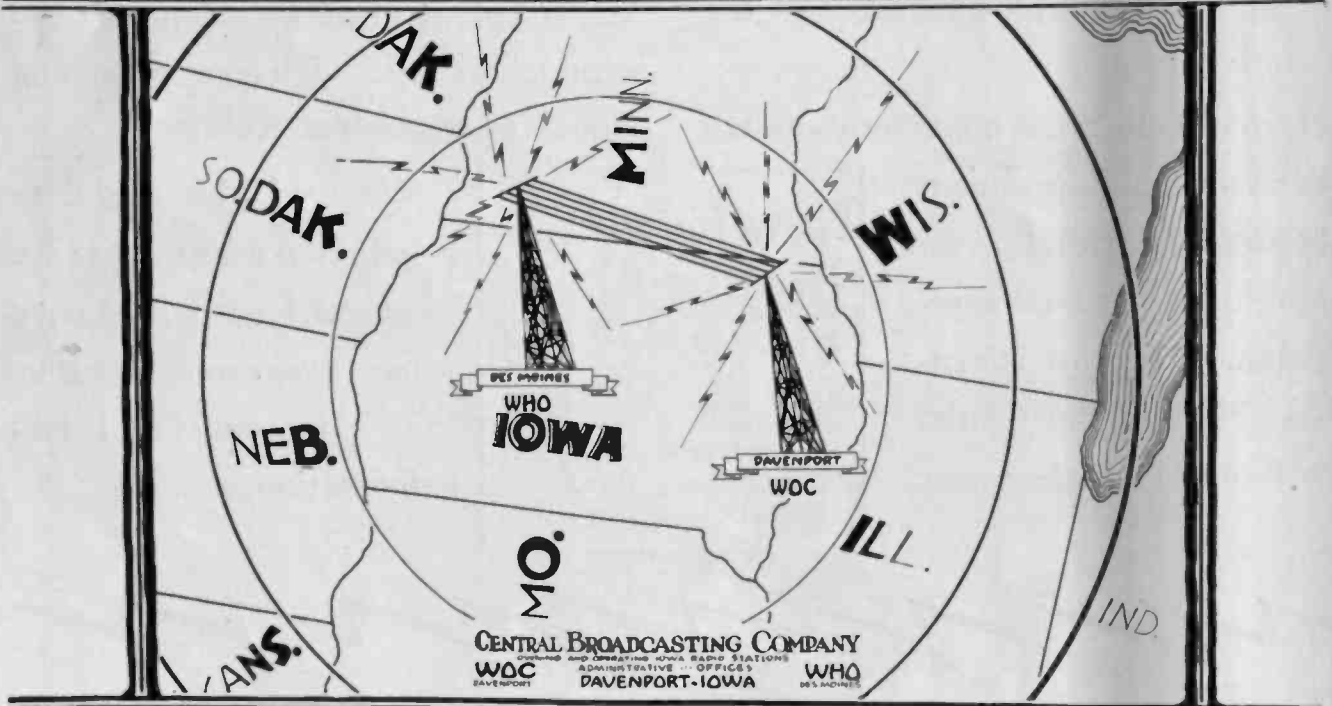 DAK.
MINN.
SO.DAK.
WIS.
DES MOINES
WHO
IOWA
NEB.
DAVENPORT
WOC
ILL.
MO.
IND.
ANS.
CENTRAL BROADCASTING COMPANY
OWNING AND OPERATING IOWA RADIO STATIONS
WOC ADMINISTRATIVE OFFICES WHO
DAVENPORT DAVENPORT-IOWA DES MOINES